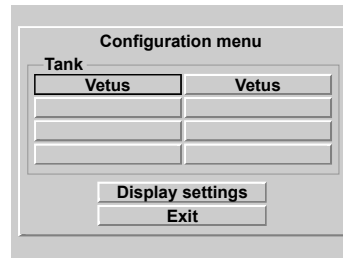 Configuration menu
Tank
Vetus Vetus
Display settings
Exit